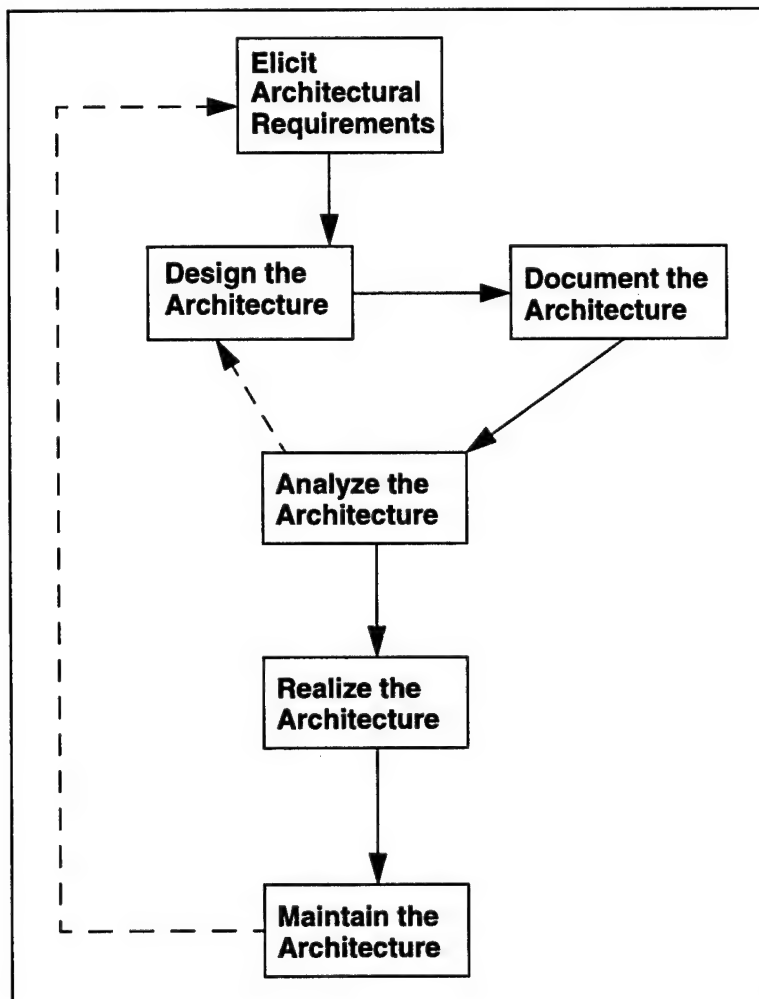 Elicit
Architectural
Requirements
Design the
Architecture
Document the
Architecture
Analyze the
Architecture
Realize the
Architecture
Maintain the
Architecture